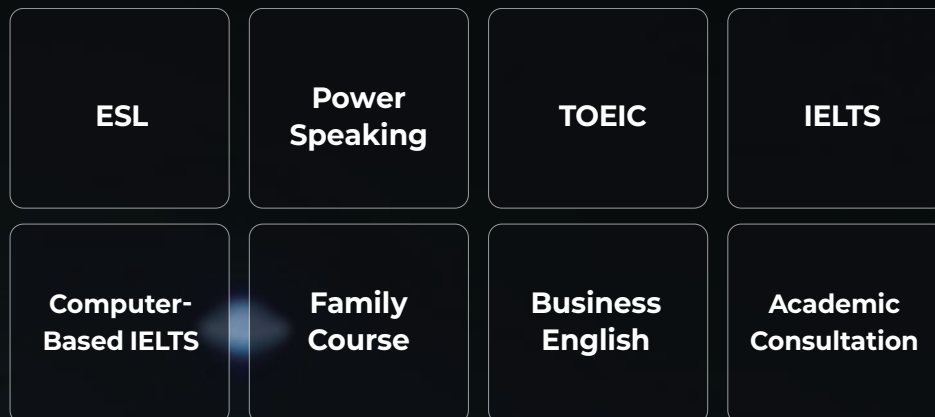 ESL
Power
Speaking
TOEIC
IELTS
Computer-
Based IELTS
Family
Course
Business
English
Academic
Consultation